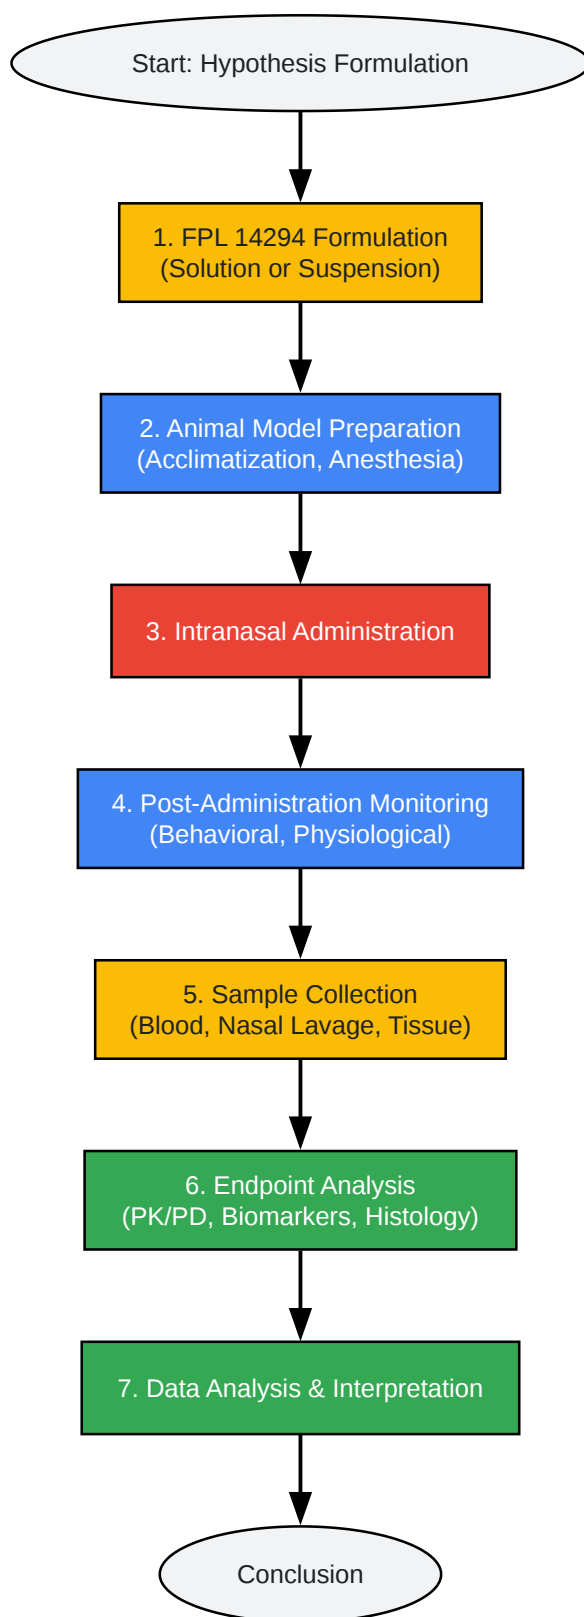 Start: Hypothesis Formulation
1. FPL 14294 Formulation
(Solution or Suspension)
2. Animal Model Preparation
(Acclimatization, Anesthesia)
3. Intranasal Administration
4. Post-Administration Monitoring
(Behavioral, Physiological)
5. Sample Collection
(Blood, Nasal Lavage, Tissue)
6. Endpoint Analysis
(PK/PD, Biomarkers, Histology)
7. Data Analysis & Interpretation
Conclusion